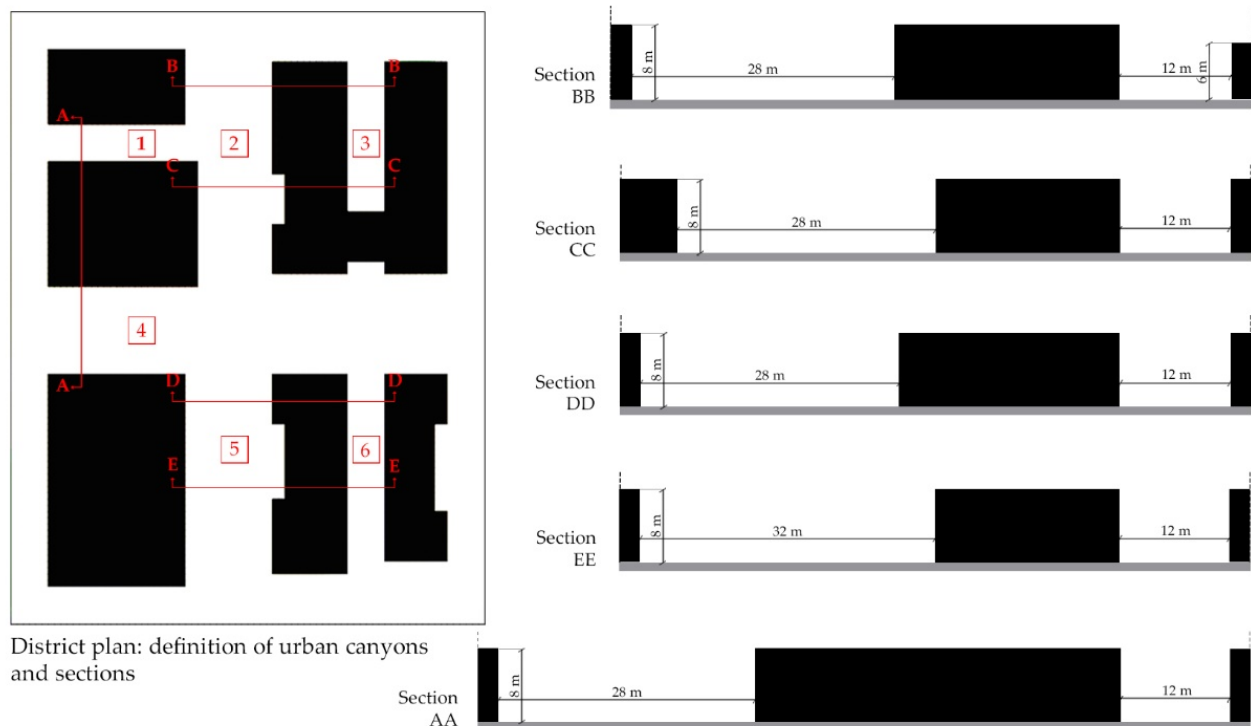 B
B
A
1
2
3
C
C
4
A
D
D
5
6
E
E
District plan: definition of urban canyons
and sections
Section
BB
8 m
28 m
12 m
6 m
Section
CC
8 m
28 m
12 m
Section
DD
8 m
28 m
12 m
Section
EE
8 m
32 m
12 m
Section
AA
8 m
28 m
12 m